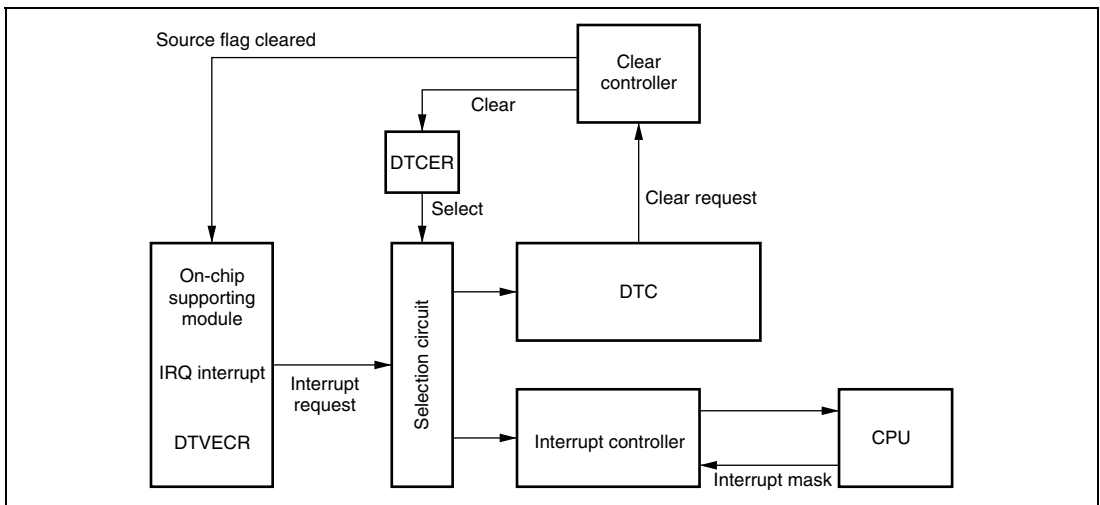 Source flag cleared
Clear
controller
Clear
DTCER
Select
Clear request
On-chip
supporting
module
IRQ interrupt
DTVECR
Interrupt
request
Selection circuit
DTC
Interrupt controller
CPU
Interrupt mask